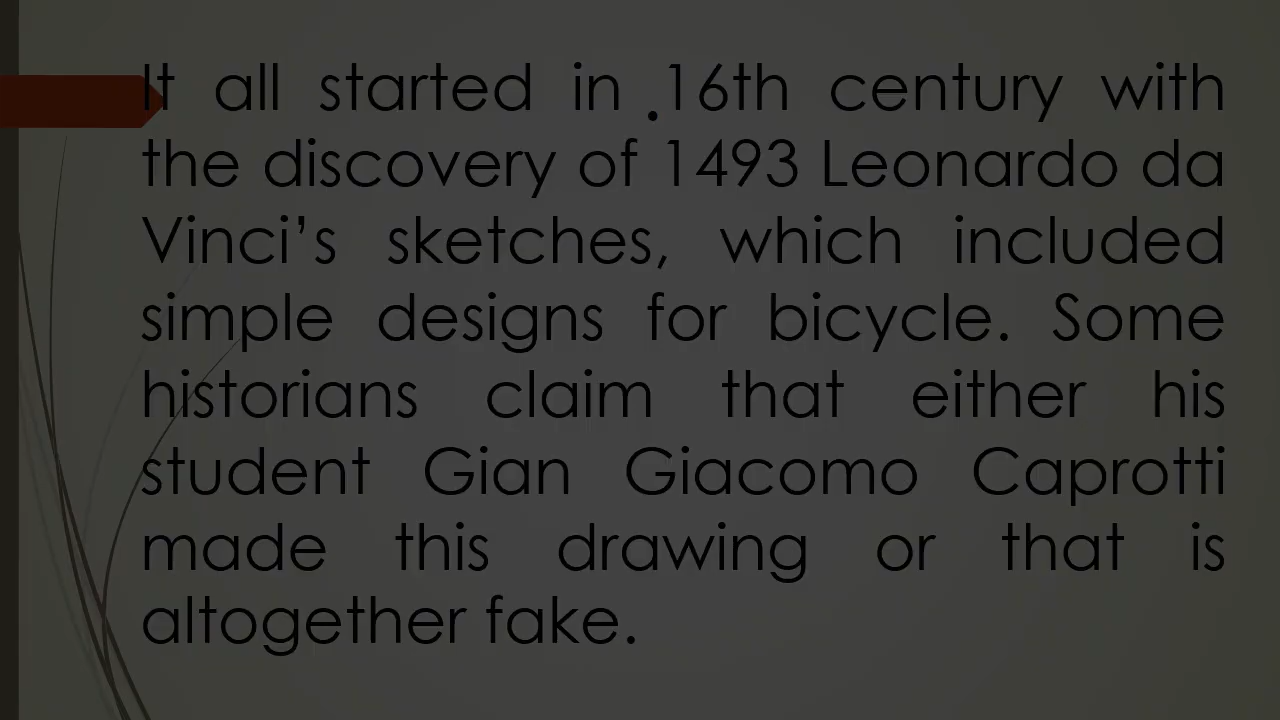 It all started in 16th century with
the discovery of 1493 Leonardo da
Vinci’s sketches, which included
simple designs for bicycle. Some
historians claim that either his
student Gian Giacomo Caprotti
made this drawing or that is
altogether fake.